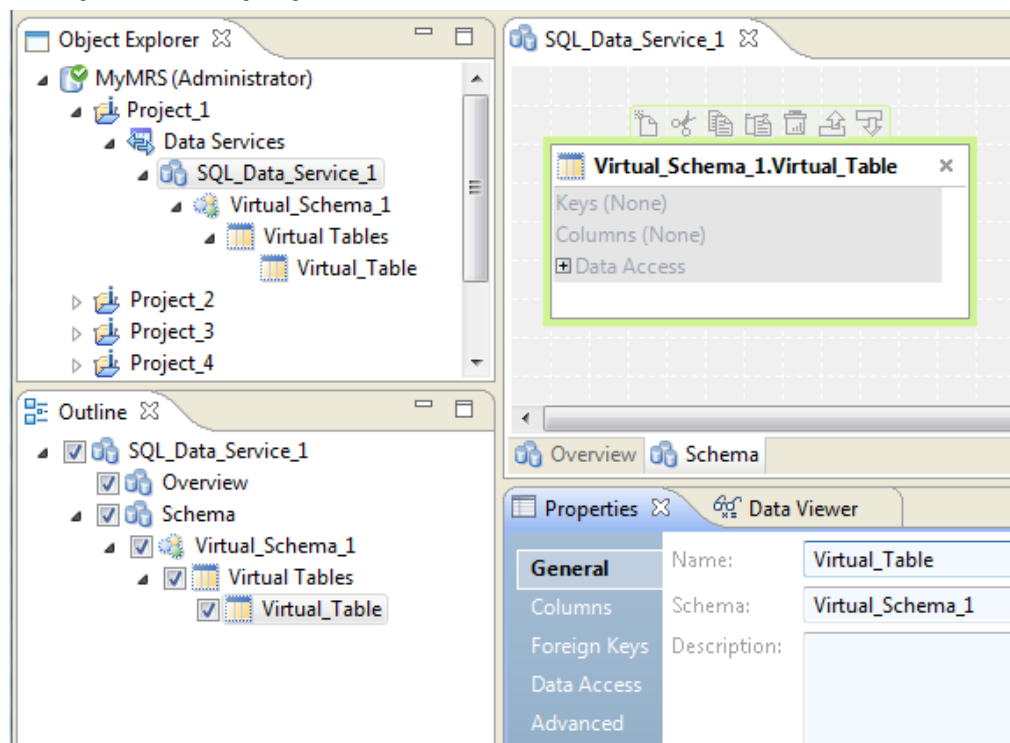 Object Explorer
MyMRS (Administrator)
Project_1
Data Services
SQL_Data_Service_1
Virtual_Schema_1
Virtual Tables
Virtual_Table
Project_2
Project_3
Project_4
Outline
SQL_Data_Service_1
Overview
Schema
Virtual_Schema_1
Virtual Tables
Virtual_Table
SQL_Data_Service_1
Virtual_Schema_1.Virtual_Table
Keys (None)
Columns (None)
Data Access
Overview Schema
Properties Data Viewer
General
Columns
Foreign Keys
Data Access
Advanced
Name: Virtual_Table
Schema: Virtual_Schema_1
Description: